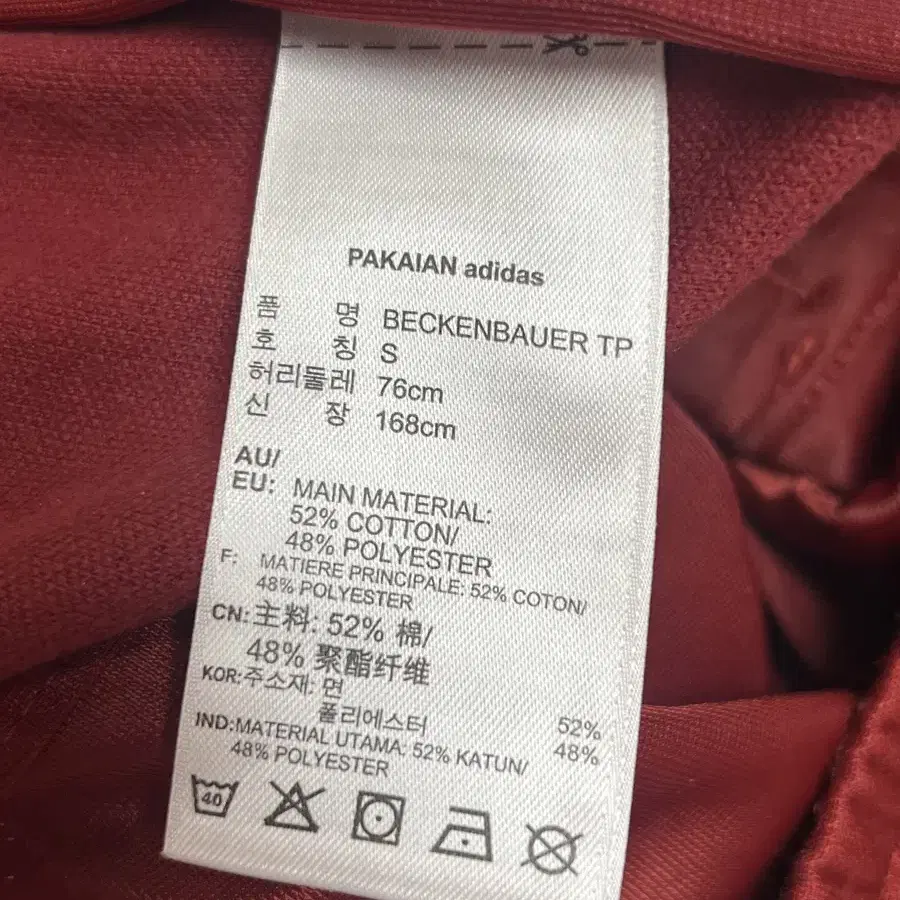 PAKAIAN adidas
품 명 BECKENBAUER TP
호 칭 S
허리둘레 76cm
신 장 168cm
AU/
EU: MAIN MATERIAL:
52% COTTON/
48% POLYESTER
F: MATIERE PRINCIPALE: 52% COTON/
48% POLYESTER
CN: 主料: 52% 棉/
48% 聚酯纤维
KOR: 주소재: 면 52%
폴리에스터 48%
IND: MATERIAL UTAMA: 52% KATUN/
48% POLYESTER
40